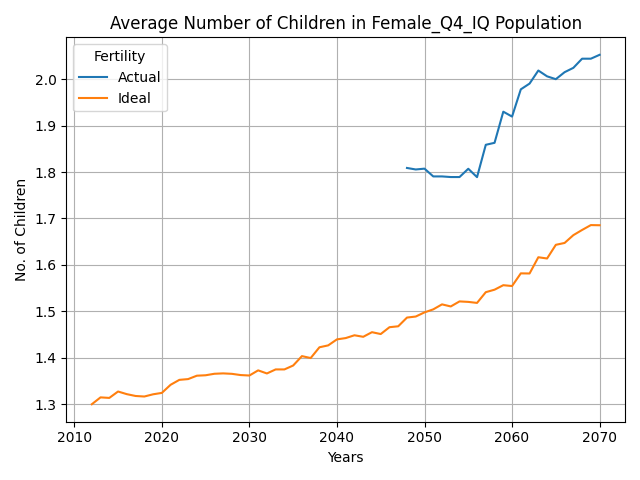 Average Number of Children in Female_Q4_IQ Population
Fertility
Actual
Ideal
No. of Children
2.0
1.9
1.8
1.7
1.6
1.5
1.4
1.3
2010 2020 2030 2040 2050 2060 2070
Years